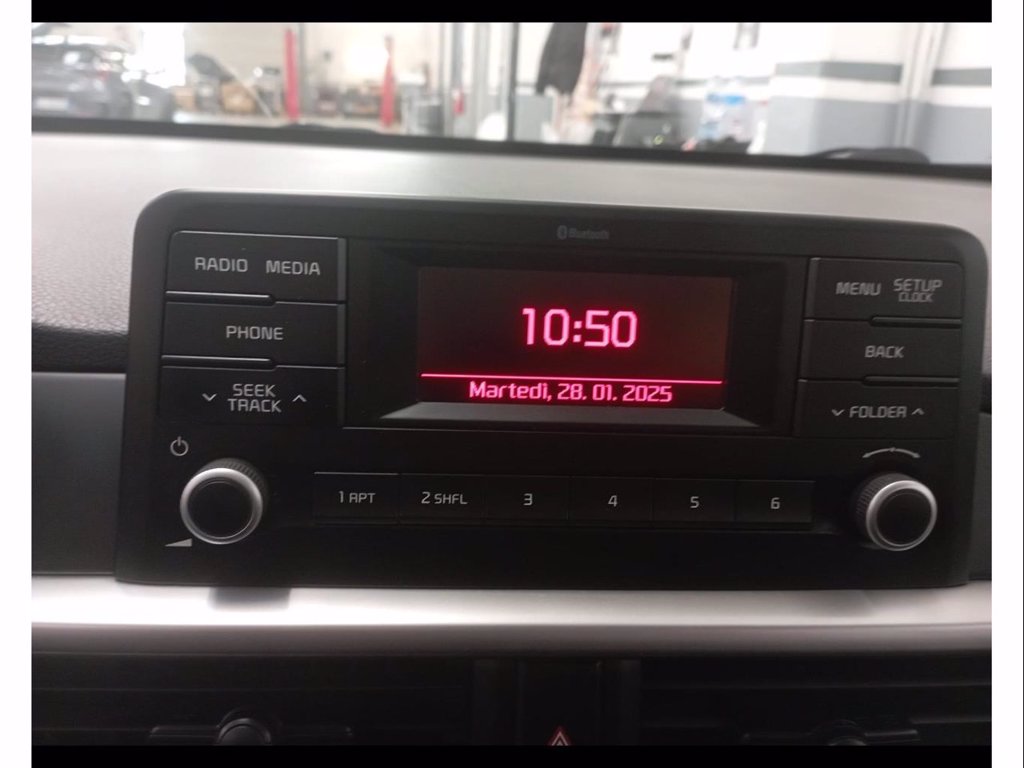 Bluetooth
RADIO MEDIA
PHONE
SEEK
TRACK
10:50
Martedì, 28. 01. 2025
MENU SETUP
CLOCK
BACK
FOLDER
1 RPT 2 SHFL 3 4 5 6